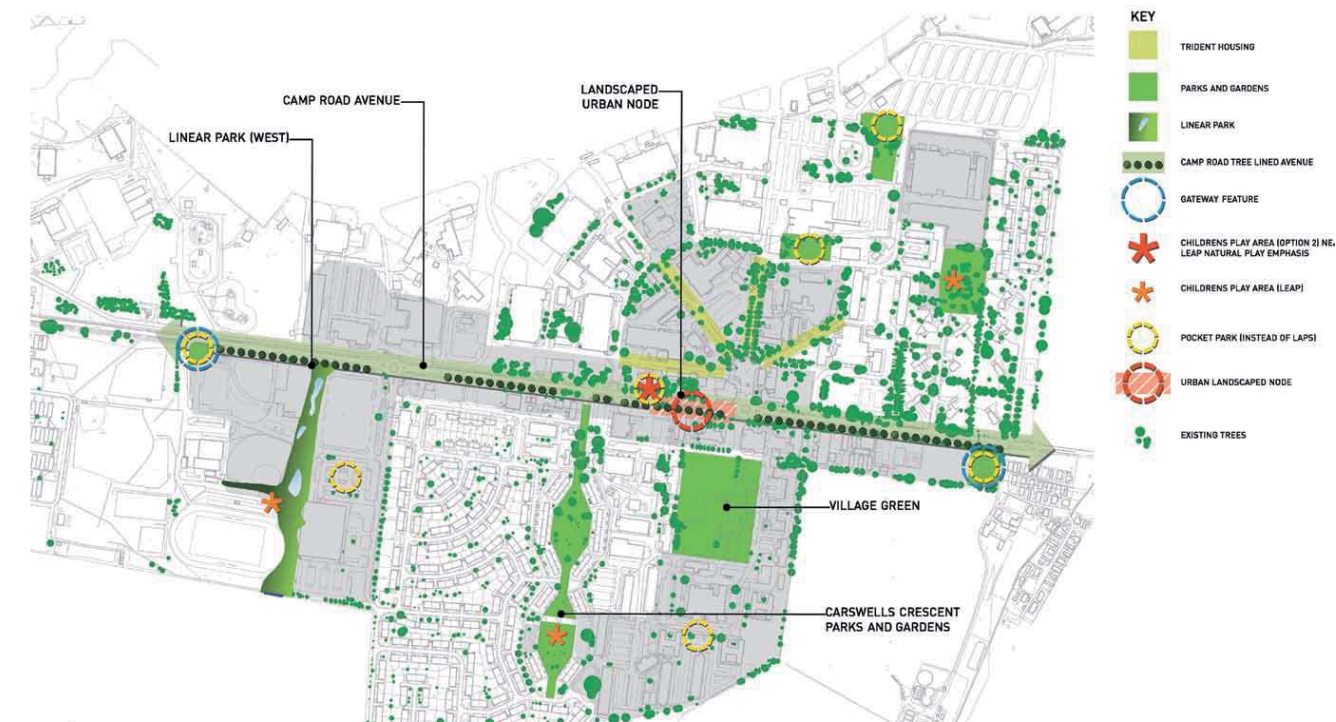 LANDSCAPED
URBAN NODE
CAMP ROAD AVENUE
LINEAR PARK (WEST)
VILLAGE GREEN
CARSWELLS CRESCENT
PARKS AND GARDENS
KEY
TRIDENT HOUSING
PARKS AND GARDENS
LINEAR PARK
CAMP ROAD TREE LINED AVENUE
GATEWAY FEATURE
CHILDRENS PLAY AREA (OPTION 2) NEA
LEAP NATURAL PLAY EMPHASIS
CHILDRENS PLAY AREA (LEAP)
POCKET PARK (INSTEAD OF LAPS)
URBAN LANDSCAPED NODE
EXISTING TREES